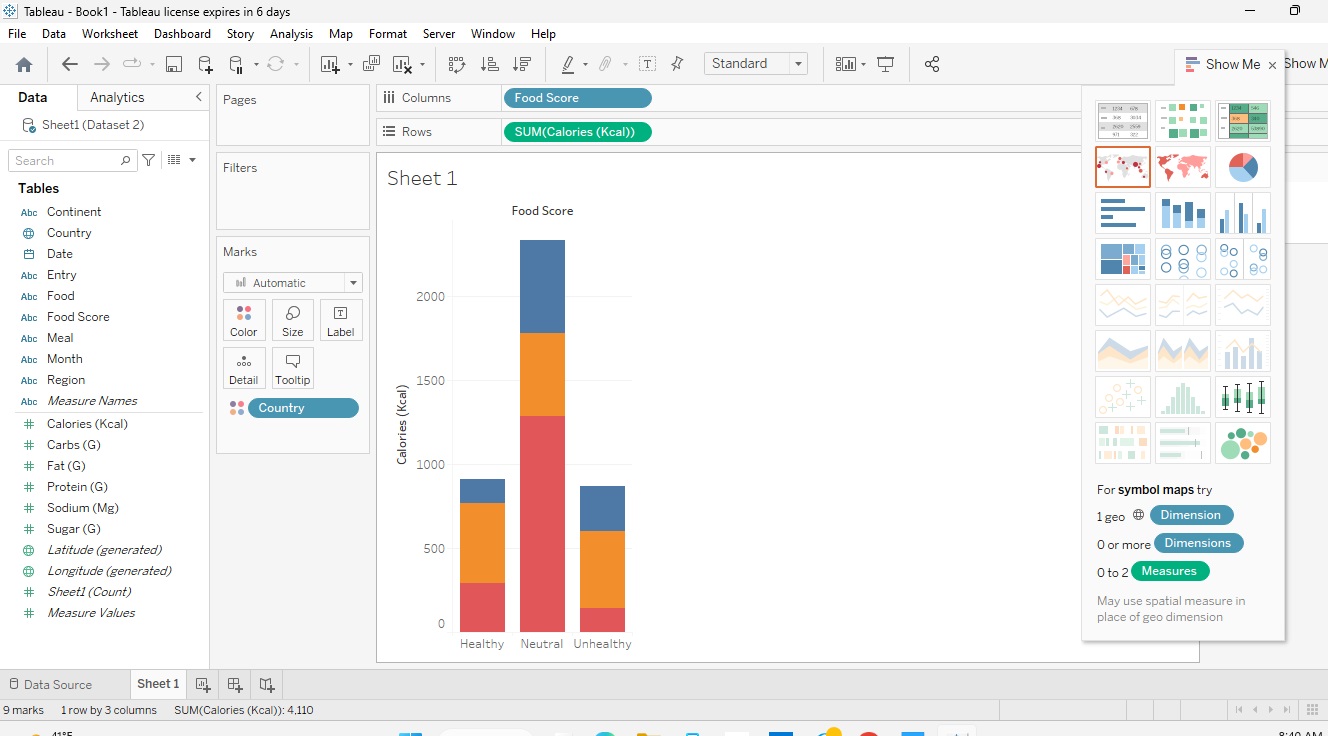 Tableau - Book1 - Tableau license expires in 6 days
File Data Worksheet Dashboard Story Analysis Map Format Server Window Help
Standard
Show Me
Show M
Data Analytics
Sheet1 (Dataset 2)
Search
Tables
Abc Continent
Country
Date
Abc Entry
Abc Food
Abc Food Score
Abc Meal
Abc Month
Abc Region
Abc Measure Names
Calories (Kcal)
Carbs (G)
Fat (G)
Protein (G)
Sodium (Mg)
Sugar (G)
Latitude (generated)
Longitude (generated)
Sheet1 (Count)
Measure Values
Pages
Filters
Marks
Automatic
Color Size Label
Detail Tooltip
Country
Columns Food Score
Rows SUM(Calories (Kcal))
Sheet 1
Food Score
Calories (Kcal)
2000
1500
1000
500
0
Healthy Neutral Unhealthy
For symbol maps try
1 geo Dimension
0 or more Dimensions
0 to 2 Measures
May use spatial measure in
place of geo dimension
Data Source Sheet 1
9 marks 1 row by 3 columns SUM(Calories (Kcal)): 4,110
41°F
8:40 AM